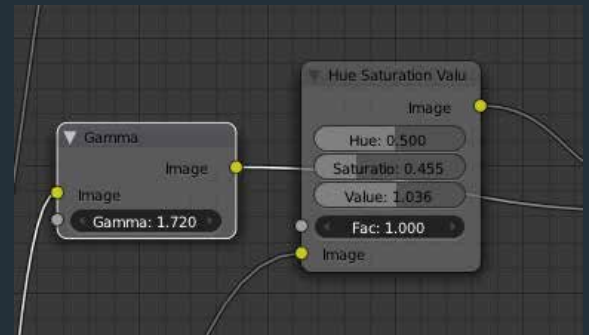 Gamma
Image
Image
Gamma: 1.720
Hue Saturation Valu
Image
Hue: 0.500
Saturatio: 0.455
Value: 1.036
Fac: 1.000
Image